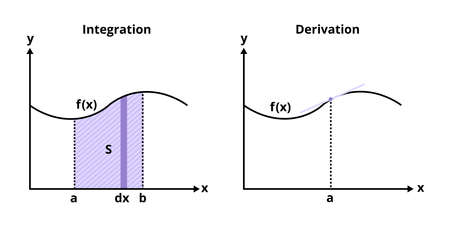 Integration
y
f(x)
S
x
a
dx
b
Derivation
y
f(x)
x
a